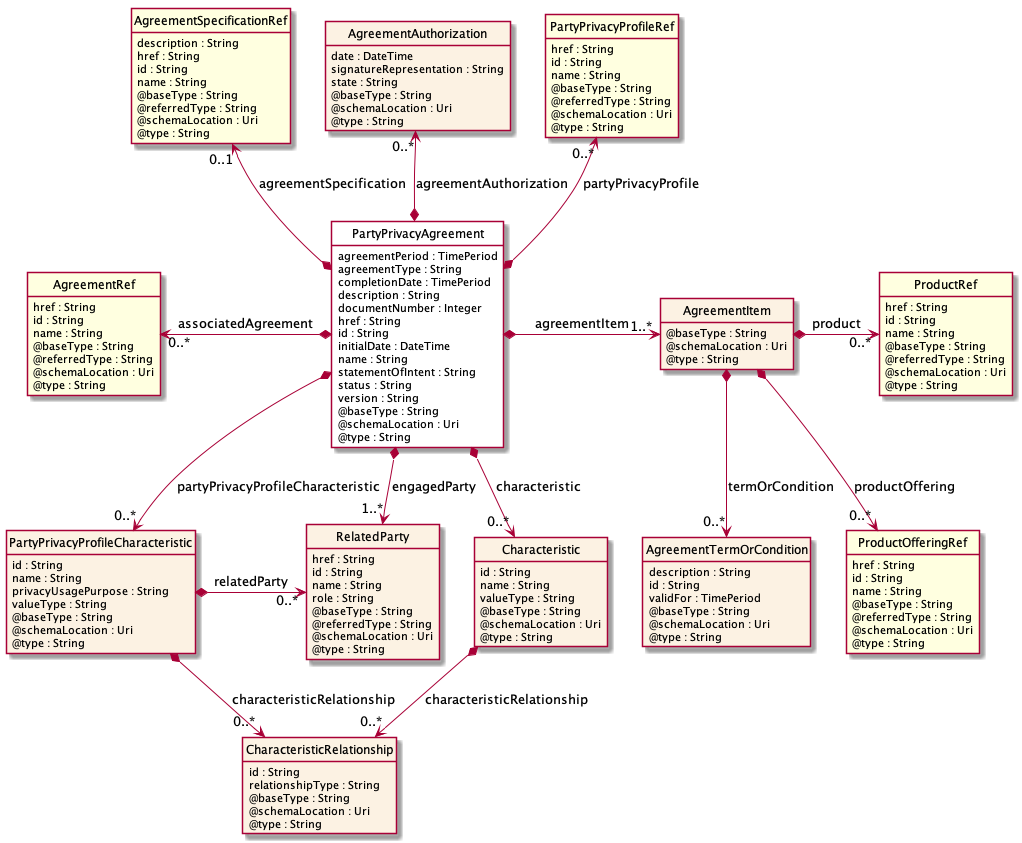 AgreementSpecificationRef
description : String
href : String
id : String
name : String
@baseType : String
@referredType : String
@schemaLocation : Uri
@type : String
AgreementAuthorization
date : DateTime
signatureRepresentation : String
state : String
@baseType : String
@schemaLocation : Uri
@type : String
PartyPrivacyProfileRef
href : String
id : String
name : String
@baseType : String
@referredType : String
@schemaLocation : Uri
@type : String
0..1
0..*
0..*
agreementSpecification
agreementAuthorization
partyPrivacyProfile
PartyPrivacyAgreement
agreementPeriod : TimePeriod
agreementType : String
completionDate : TimePeriod
description : String
documentNumber : Integer
href : String
id : String
initialDate : DateTime
name : String
statementOfIntent : String
status : String
version : String
@baseType : String
@schemaLocation : Uri
@type : String
AgreementRef
href : String
id : String
name : String
@baseType : String
@referredType : String
@schemaLocation : Uri
@type : String
associatedAgreement
0..*
agreementItem
1..*
AgreementItem
@baseType : String
@schemaLocation : Uri
@type : String
product
0..*
ProductRef
href : String
id : String
name : String
@baseType : String
@referredType : String
@schemaLocation : Uri
@type : String
partyPrivacyProfileCharacteristic
0..*
engagedParty
1..*
characteristic
0..*
termOrCondition
0..*
productOffering
0..*
PartyPrivacyProfileCharacteristic
id : String
name : String
privacyUsagePurpose : String
valueType : String
@baseType : String
@schemaLocation : Uri
@type : String
relatedParty
0..*
RelatedParty
href : String
id : String
name : String
role : String
@baseType : String
@referredType : String
@schemaLocation : Uri
@type : String
Characteristic
id : String
name : String
valueType : String
@baseType : String
@schemaLocation : Uri
@type : String
AgreementTermOrCondition
description : String
id : String
validFor : TimePeriod
@baseType : String
@schemaLocation : Uri
@type : String
ProductOfferingRef
href : String
id : String
name : String
@baseType : String
@referredType : String
@schemaLocation : Uri
@type : String
characteristicRelationship
0..*
characteristicRelationship
0..*
CharacteristicRelationship
id : String
relationshipType : String
@baseType : String
@schemaLocation : Uri
@type : String